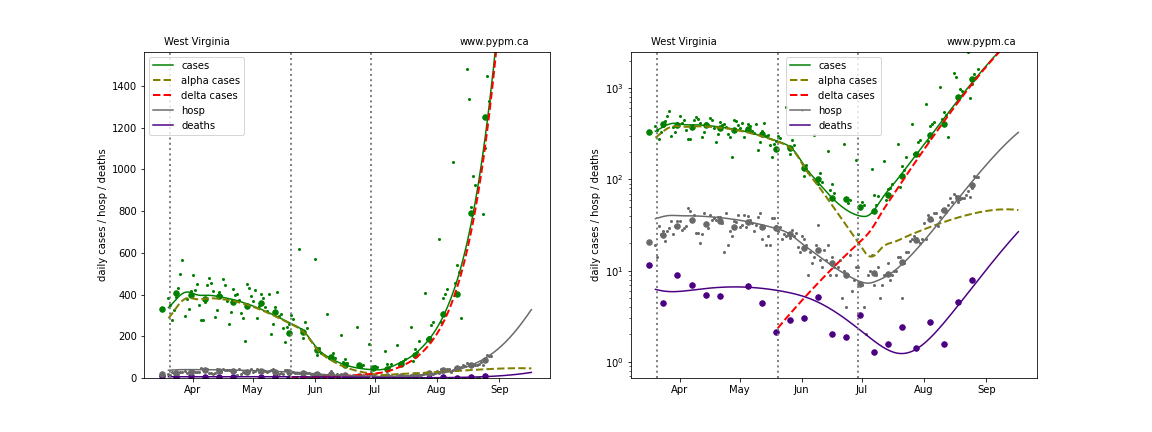 West Virginia www.pypm.ca
cases
alpha cases
delta cases
hosp
deaths
daily cases / hosp / deaths
1400
1200
1000
800
600
400
200
0
Apr May Jun Jul Aug Sep
West Virginia www.pypm.ca
cases
alpha cases
delta cases
hosp
deaths
daily cases / hosp / deaths
10³
10²
10¹
10⁰
Apr May Jun Jul Aug Sep